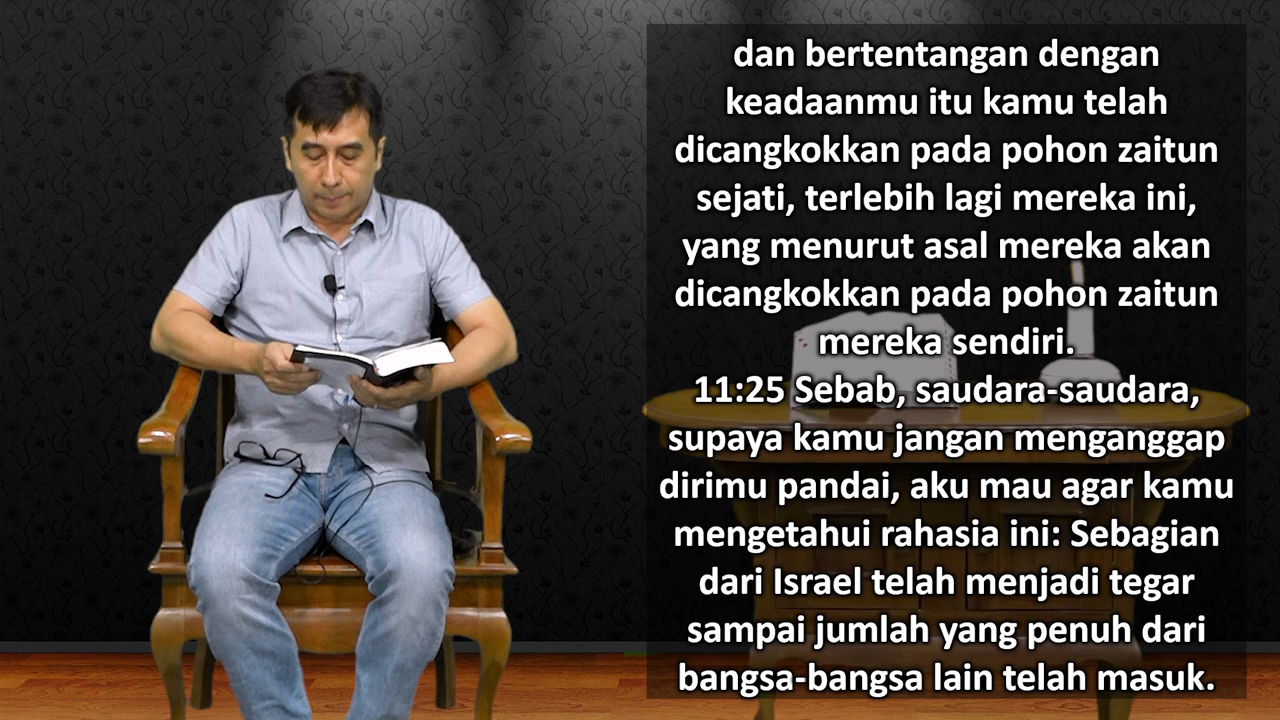 dan bertentangan dengan
keadaanmu itu kamu telah
dicangkokkan pada pohon zaitun
sejati, terlebih lagi mereka ini,
yang menurut asal mereka akan
dicangkokkan pada pohon zaitun
mereka sendiri.
11:25 Sebab, saudara-saudara,
supaya kamu jangan menganggap
dirimu pandai, aku mau agar kamu
mengetahui rahasia ini: Sebagian
dari Israel telah menjadi tegar
sampai jumlah yang penuh dari
bangsa-bangsa lain telah masuk.